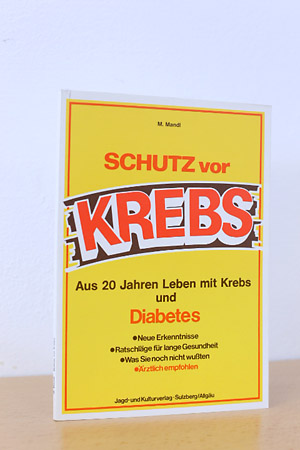 M. Mandl
SCHUTZ vor
KREBS
Aus 20 Jahren Leben mit Krebs
und
Diabetes
●Neue Erkenntnisse
●Ratschläge für lange Gesundheit
●Was Sie noch nicht wußten
●Ärztlich empfohlen
Jagd- und Kulturverlag · Sulzberg/Allgäu